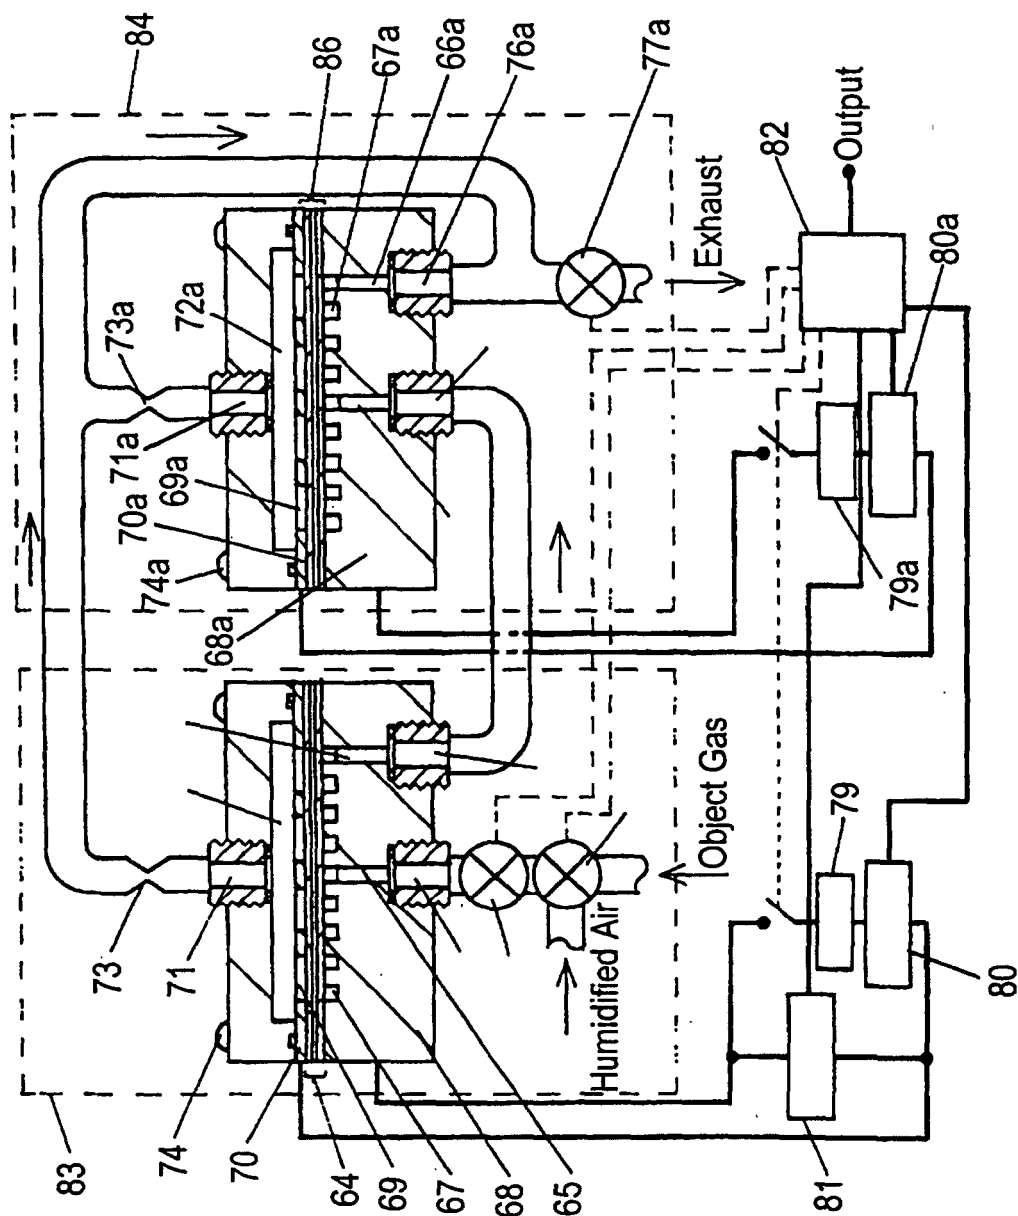 84
86
67a
66a
76a
77a
Exhaust
82
Output
80a
73a
72a
71a
69a
70a
74a
68a
79a
73
71
74
83
70
64
69
67
68
65
Humidified Air
Object Gas
79
80
81